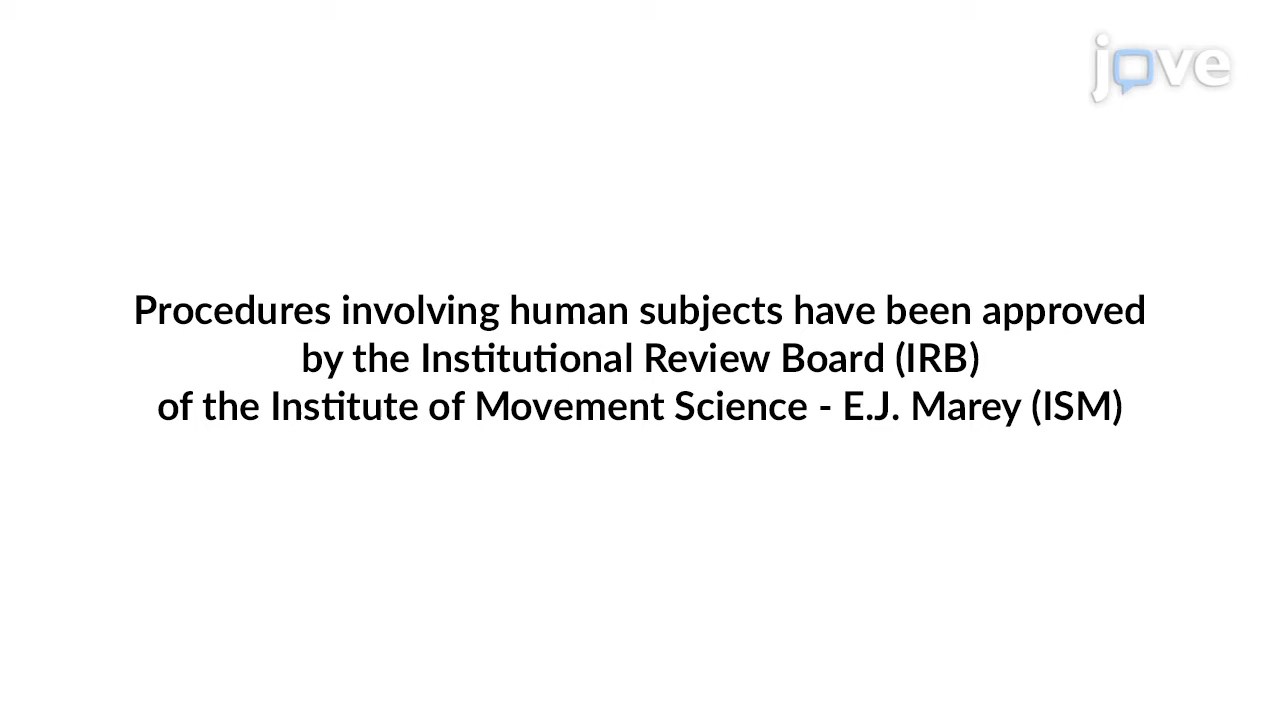 jove
Procedures involving human subjects have been approved
by the Institutional Review Board (IRB)
of the Institute of Movement Science - E.J. Marey (ISM)